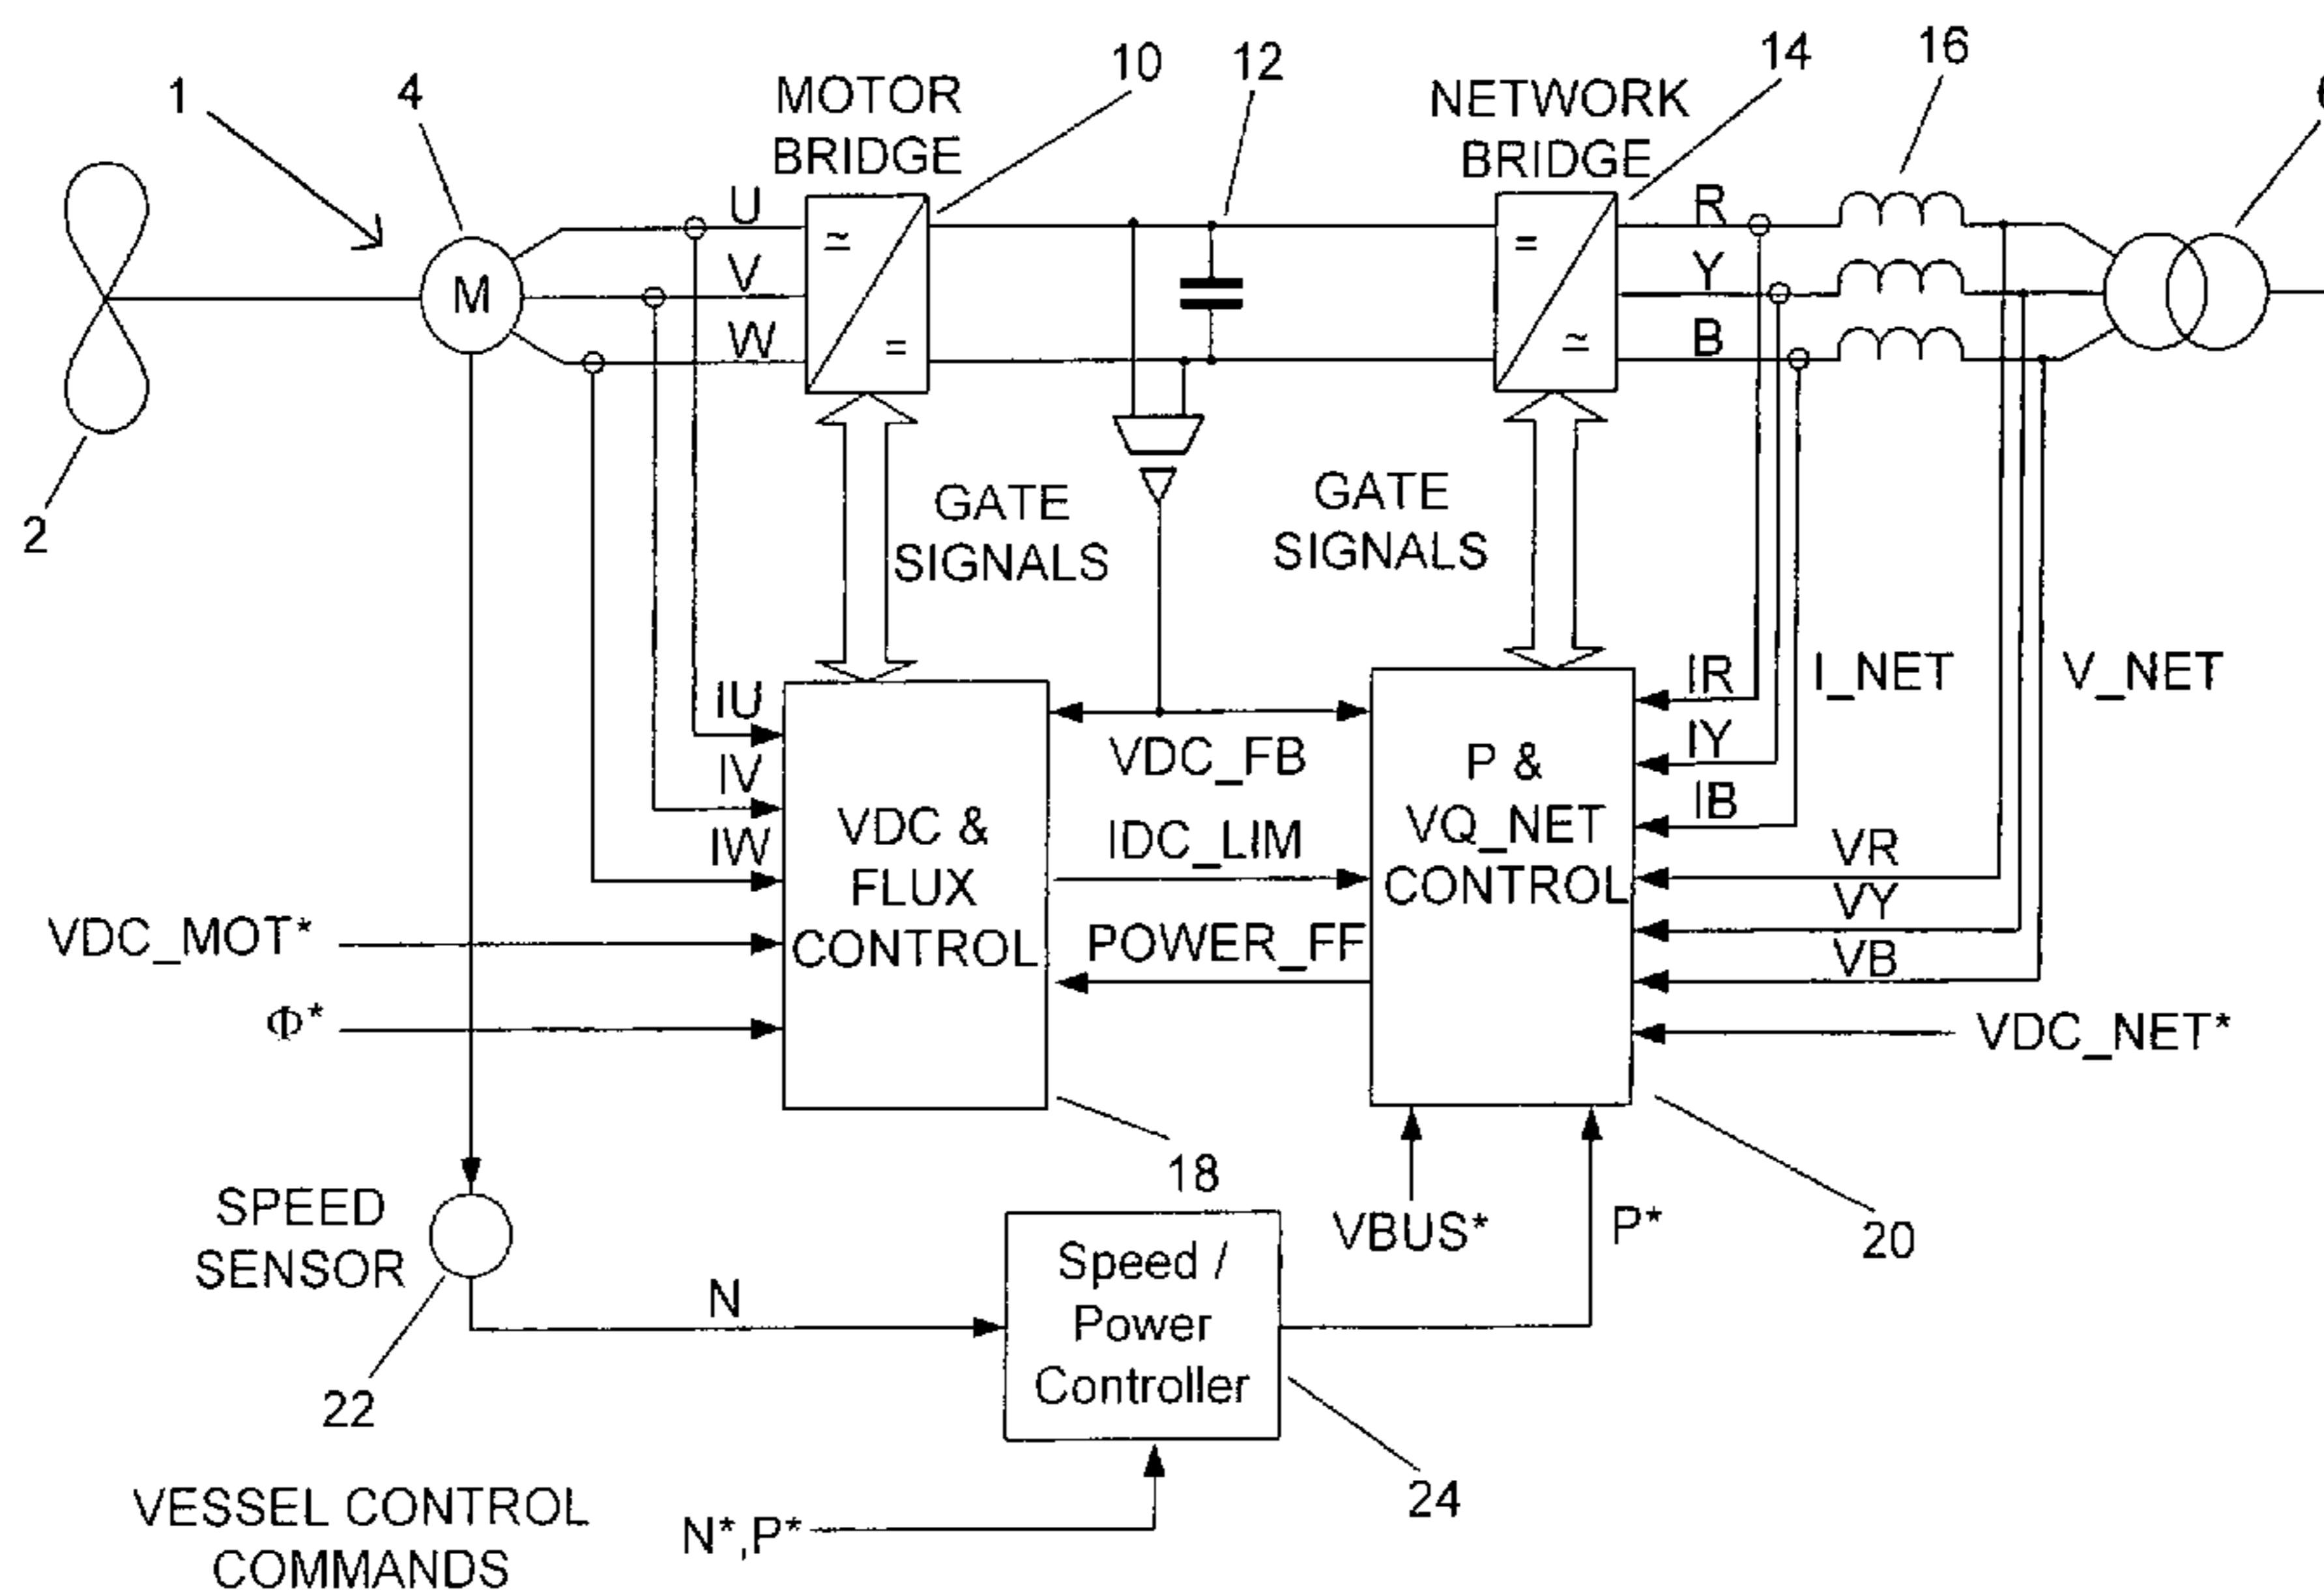 1
4
MOTOR
BRIDGE
10
12
NETWORK
BRIDGE
14
16
U
V
W
M
≃
=
=
≃
R
Y
B
2
GATE
SIGNALS
GATE
SIGNALS
IU
IV
IW
VDC_MOT*
Φ*
VDC &
FLUX
CONTROL
VDC_FB
IDC_LIM
POWER_FF
P &
VQ_NET
CONTROL
IR
IY
IB
I_NET
V_NET
VR
VY
VB
VDC_NET*
18
20
VBUS*
P*
SPEED
SENSOR
22
N
Speed /
Power
Controller
24
VESSEL CONTROL
COMMANDS
N*,P*